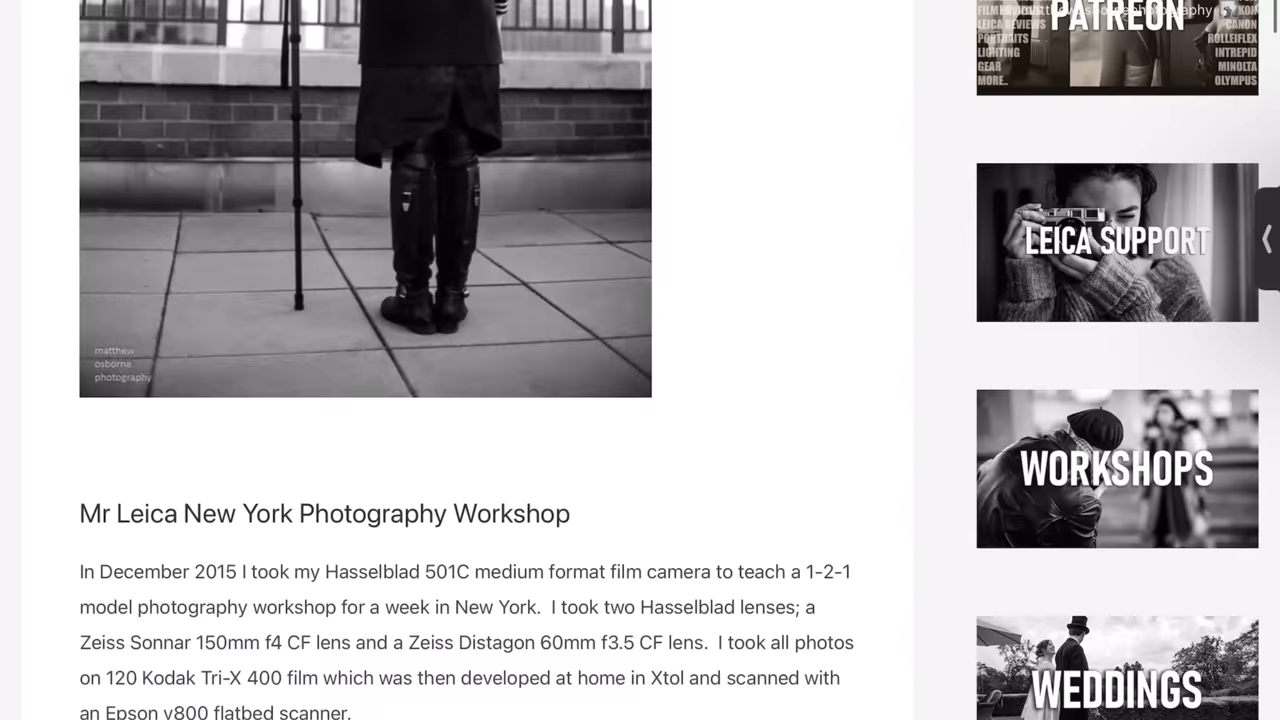 PATREON
FILM
LEICA REVIEWS
PORTRAITS
LIGHTING
GEAR
MORE..
CANON
ROLLEIFLEX
INTREPID
MINOLTA
OLYMPUS
LEICA SUPPORT
WORKSHOPS
WEDDINGS
matthew
osborne
photography
Mr Leica New York Photography Workshop
In December 2015 I took my Hasselblad 501C medium format film camera to teach a 1-2-1
model photography workshop for a week in New York. I took two Hasselblad lenses; a
Zeiss Sonnar 150mm f4 CF lens and a Zeiss Distagon 60mm f3.5 CF lens. I took all photos
on 120 Kodak Tri-X 400 film which was then developed at home in Xtol and scanned with
an Epson v800 flatbed scanner.